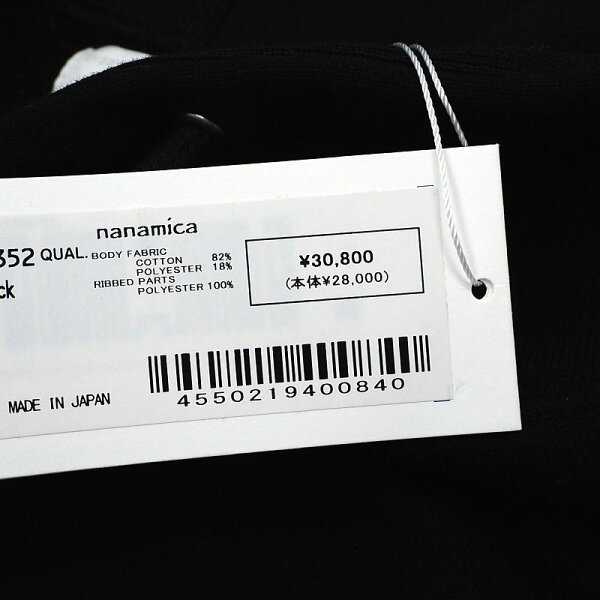 nanamica
352 QUAL. BODY FABRIC
COTTON 82%
POLYESTER 18%
RIBBED PARTS
POLYESTER 100%
ck
¥30,800
(本体¥28,000)
MADE IN JAPAN
4550219400840